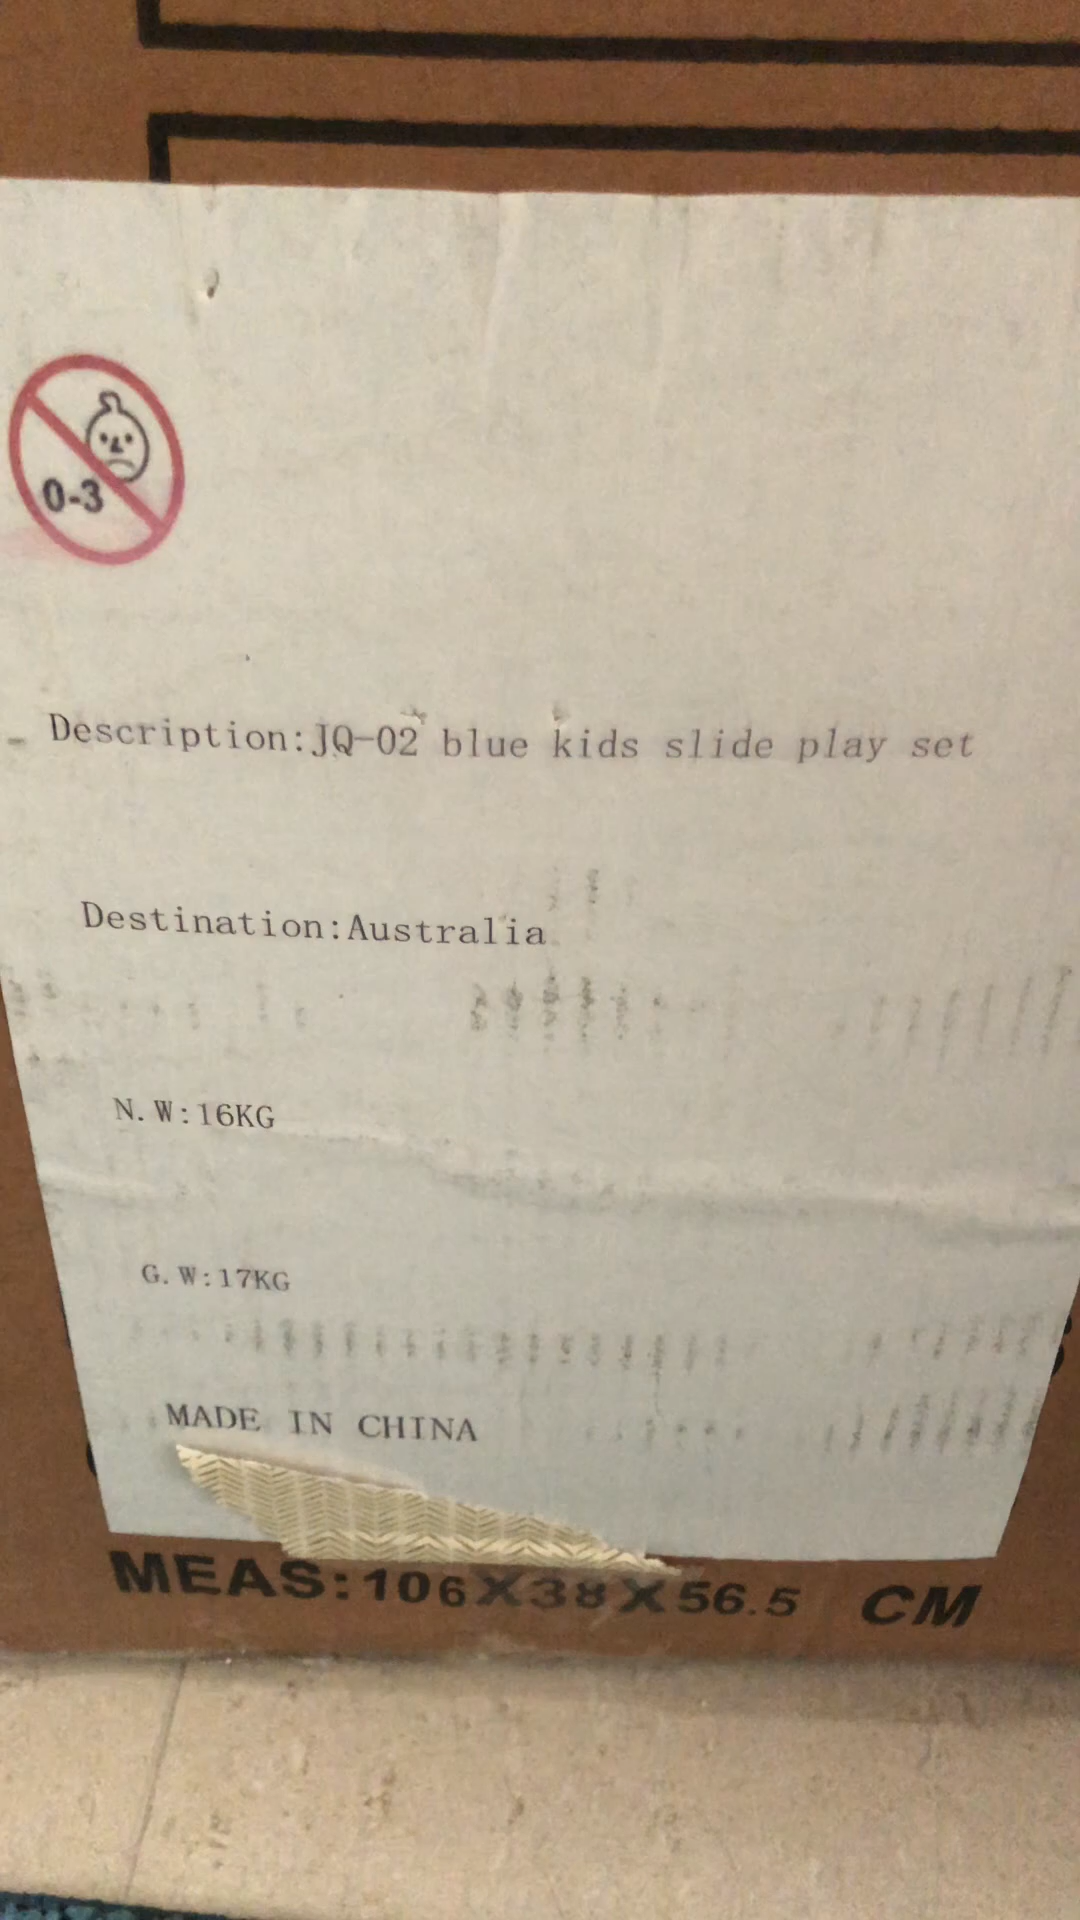 0-3
Description:JQ-02 blue kids slide play set
Destination:Australia
N.W:16KG
G.W:17KG
MADE IN CHINA
MEAS:106X38X56.5 CM